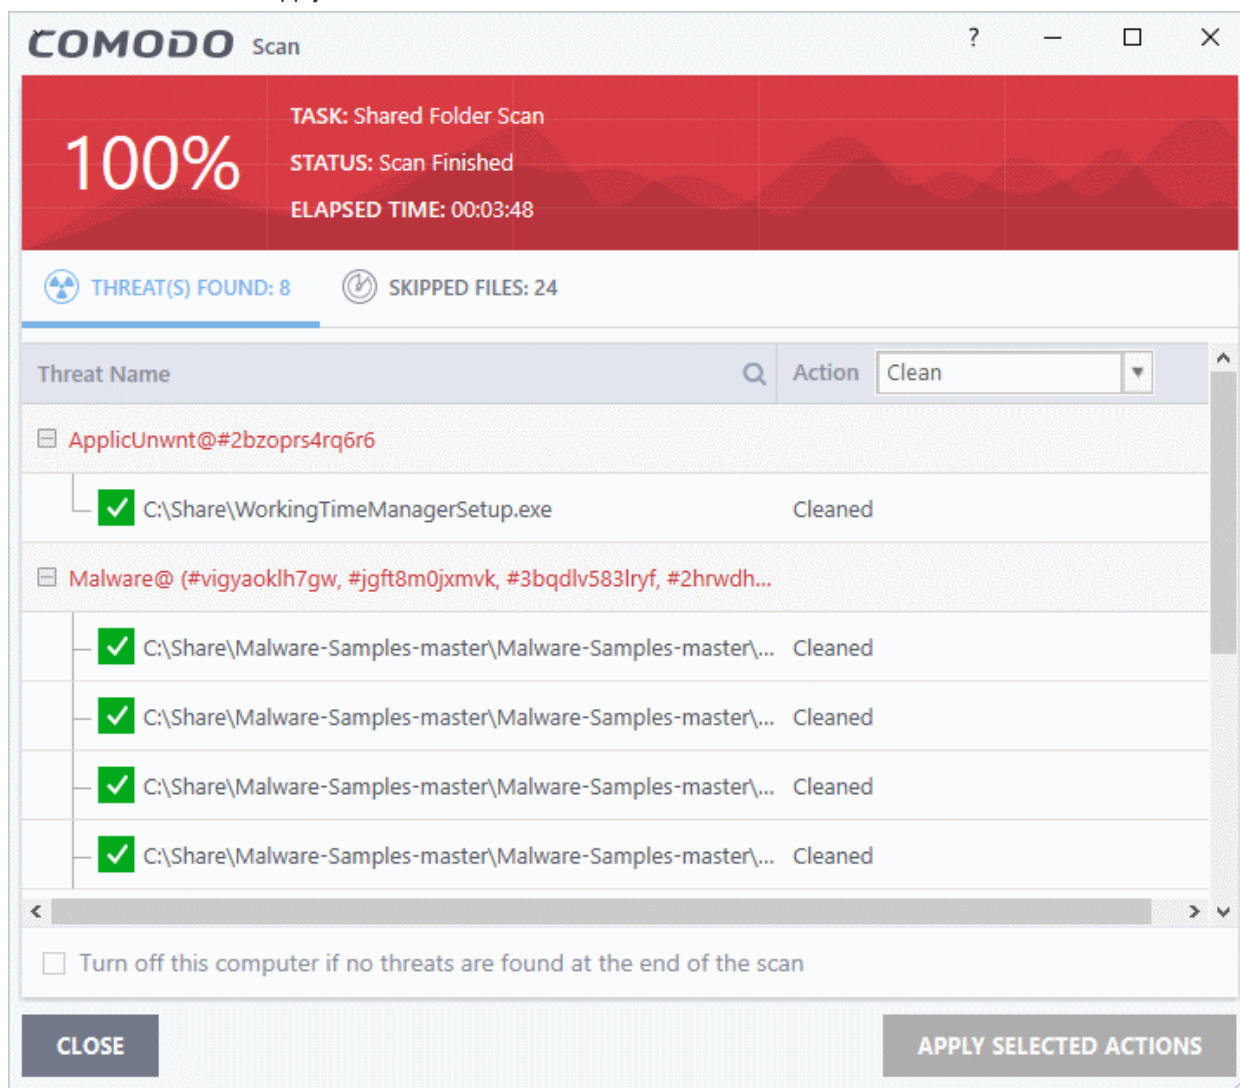 COMODO Scan
?
100%
TASK: Shared Folder Scan
STATUS: Scan Finished
ELAPSED TIME: 00:03:48
THREAT(S) FOUND: 8
SKIPPED FILES: 24
Threat Name
Action
Clean
ApplicUnwnt@#2bzoprs4rq6r6
C:\Share\WorkingTimeManagerSetup.exe Cleaned
Malware@ (#vigyaoklh7gw, #jgft8m0jxmvk, #3bqdlv583lryf, #2hrwdh...
C:\Share\Malware-Samples-master\Malware-Samples-master\... Cleaned
C:\Share\Malware-Samples-master\Malware-Samples-master\... Cleaned
C:\Share\Malware-Samples-master\Malware-Samples-master\... Cleaned
C:\Share\Malware-Samples-master\Malware-Samples-master\... Cleaned
Turn off this computer if no threats are found at the end of the scan
CLOSE
APPLY SELECTED ACTIONS